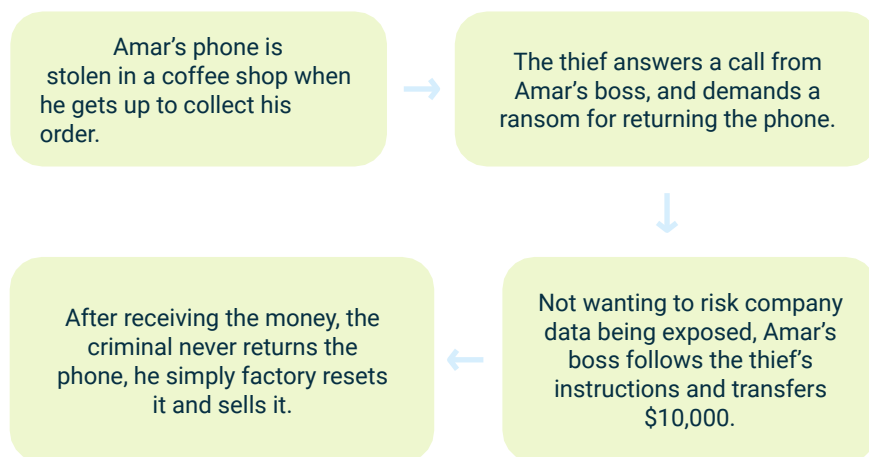 Amar’s phone is
stolen in a coffee shop when
he gets up to collect his
order.
The thief answers a call from
Amar’s boss, and demands a
ransom for returning the phone.
Not wanting to risk company
data being exposed, Amar’s
boss follows the thief’s
instructions and transfers
$10,000.
After receiving the money, the
criminal never returns the
phone, he simply factory resets
it and sells it.